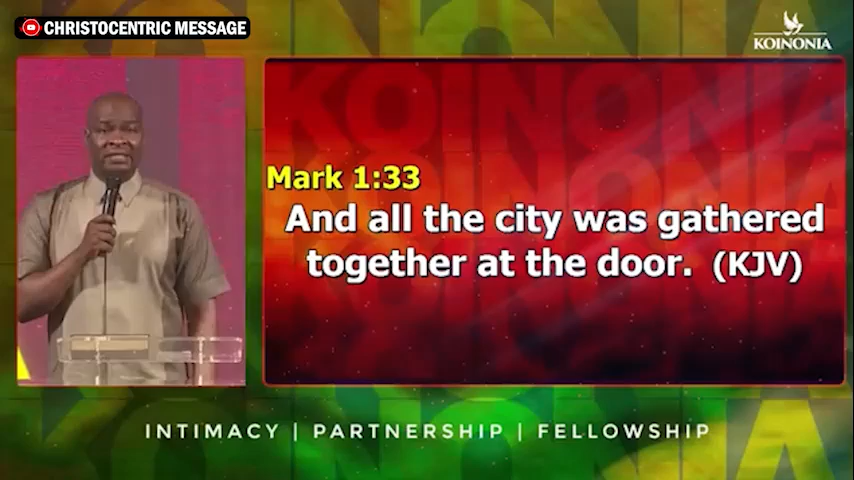 CHRISTOCENTRIC MESSAGE
KOINONIA
KOINONIA
Mark 1:33
And all the city was gathered
together at the door. (KJV)
INTIMACY | PARTNERSHIP | FELLOWSHIP